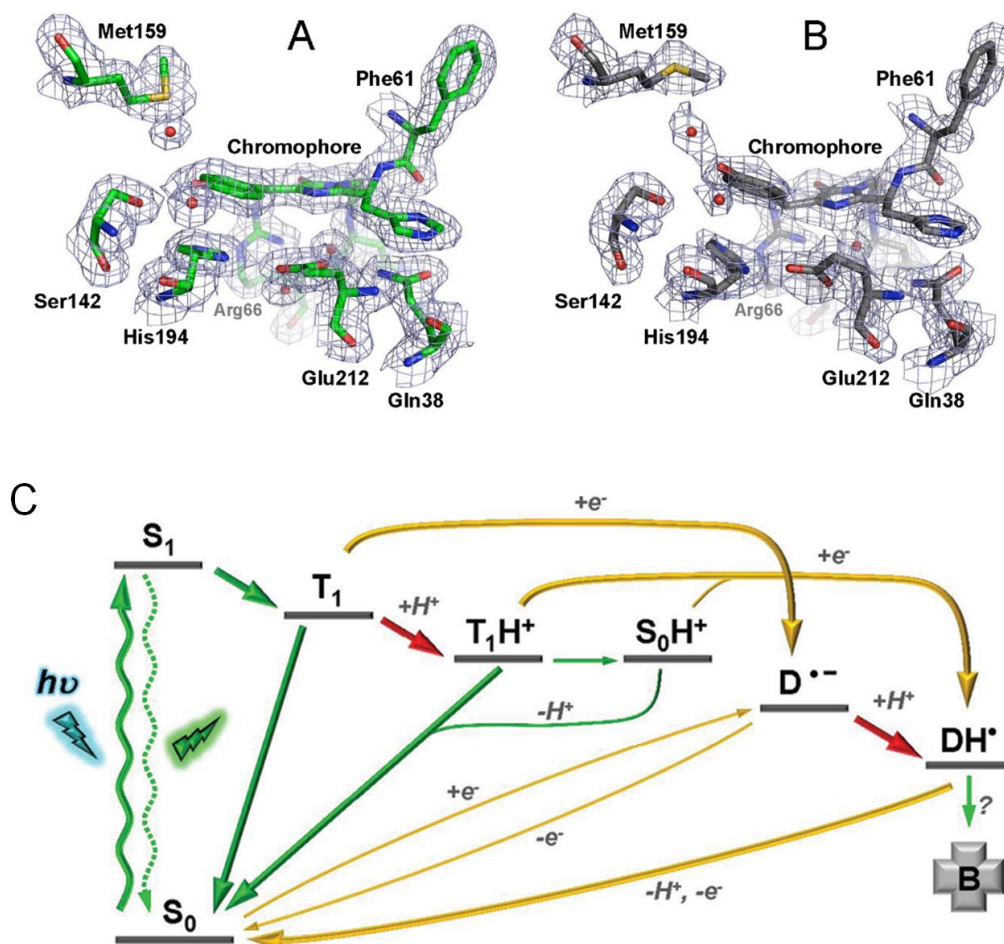 A
B
Met159
Phe61
Chromophore
Ser142
His194
Arg66
Glu212
Gln38
Met159
Phe61
Chromophore
Ser142
His194
Arg66
Glu212
Gln38
C
S₁
T₁
+H⁺
T₁H⁺
S₀H⁺
+e⁻
+e⁻
D•⁻
+H⁺
DH•
hυ
-H⁺
+e⁻
-e⁻
?
B
-H⁺, -e⁻
S₀